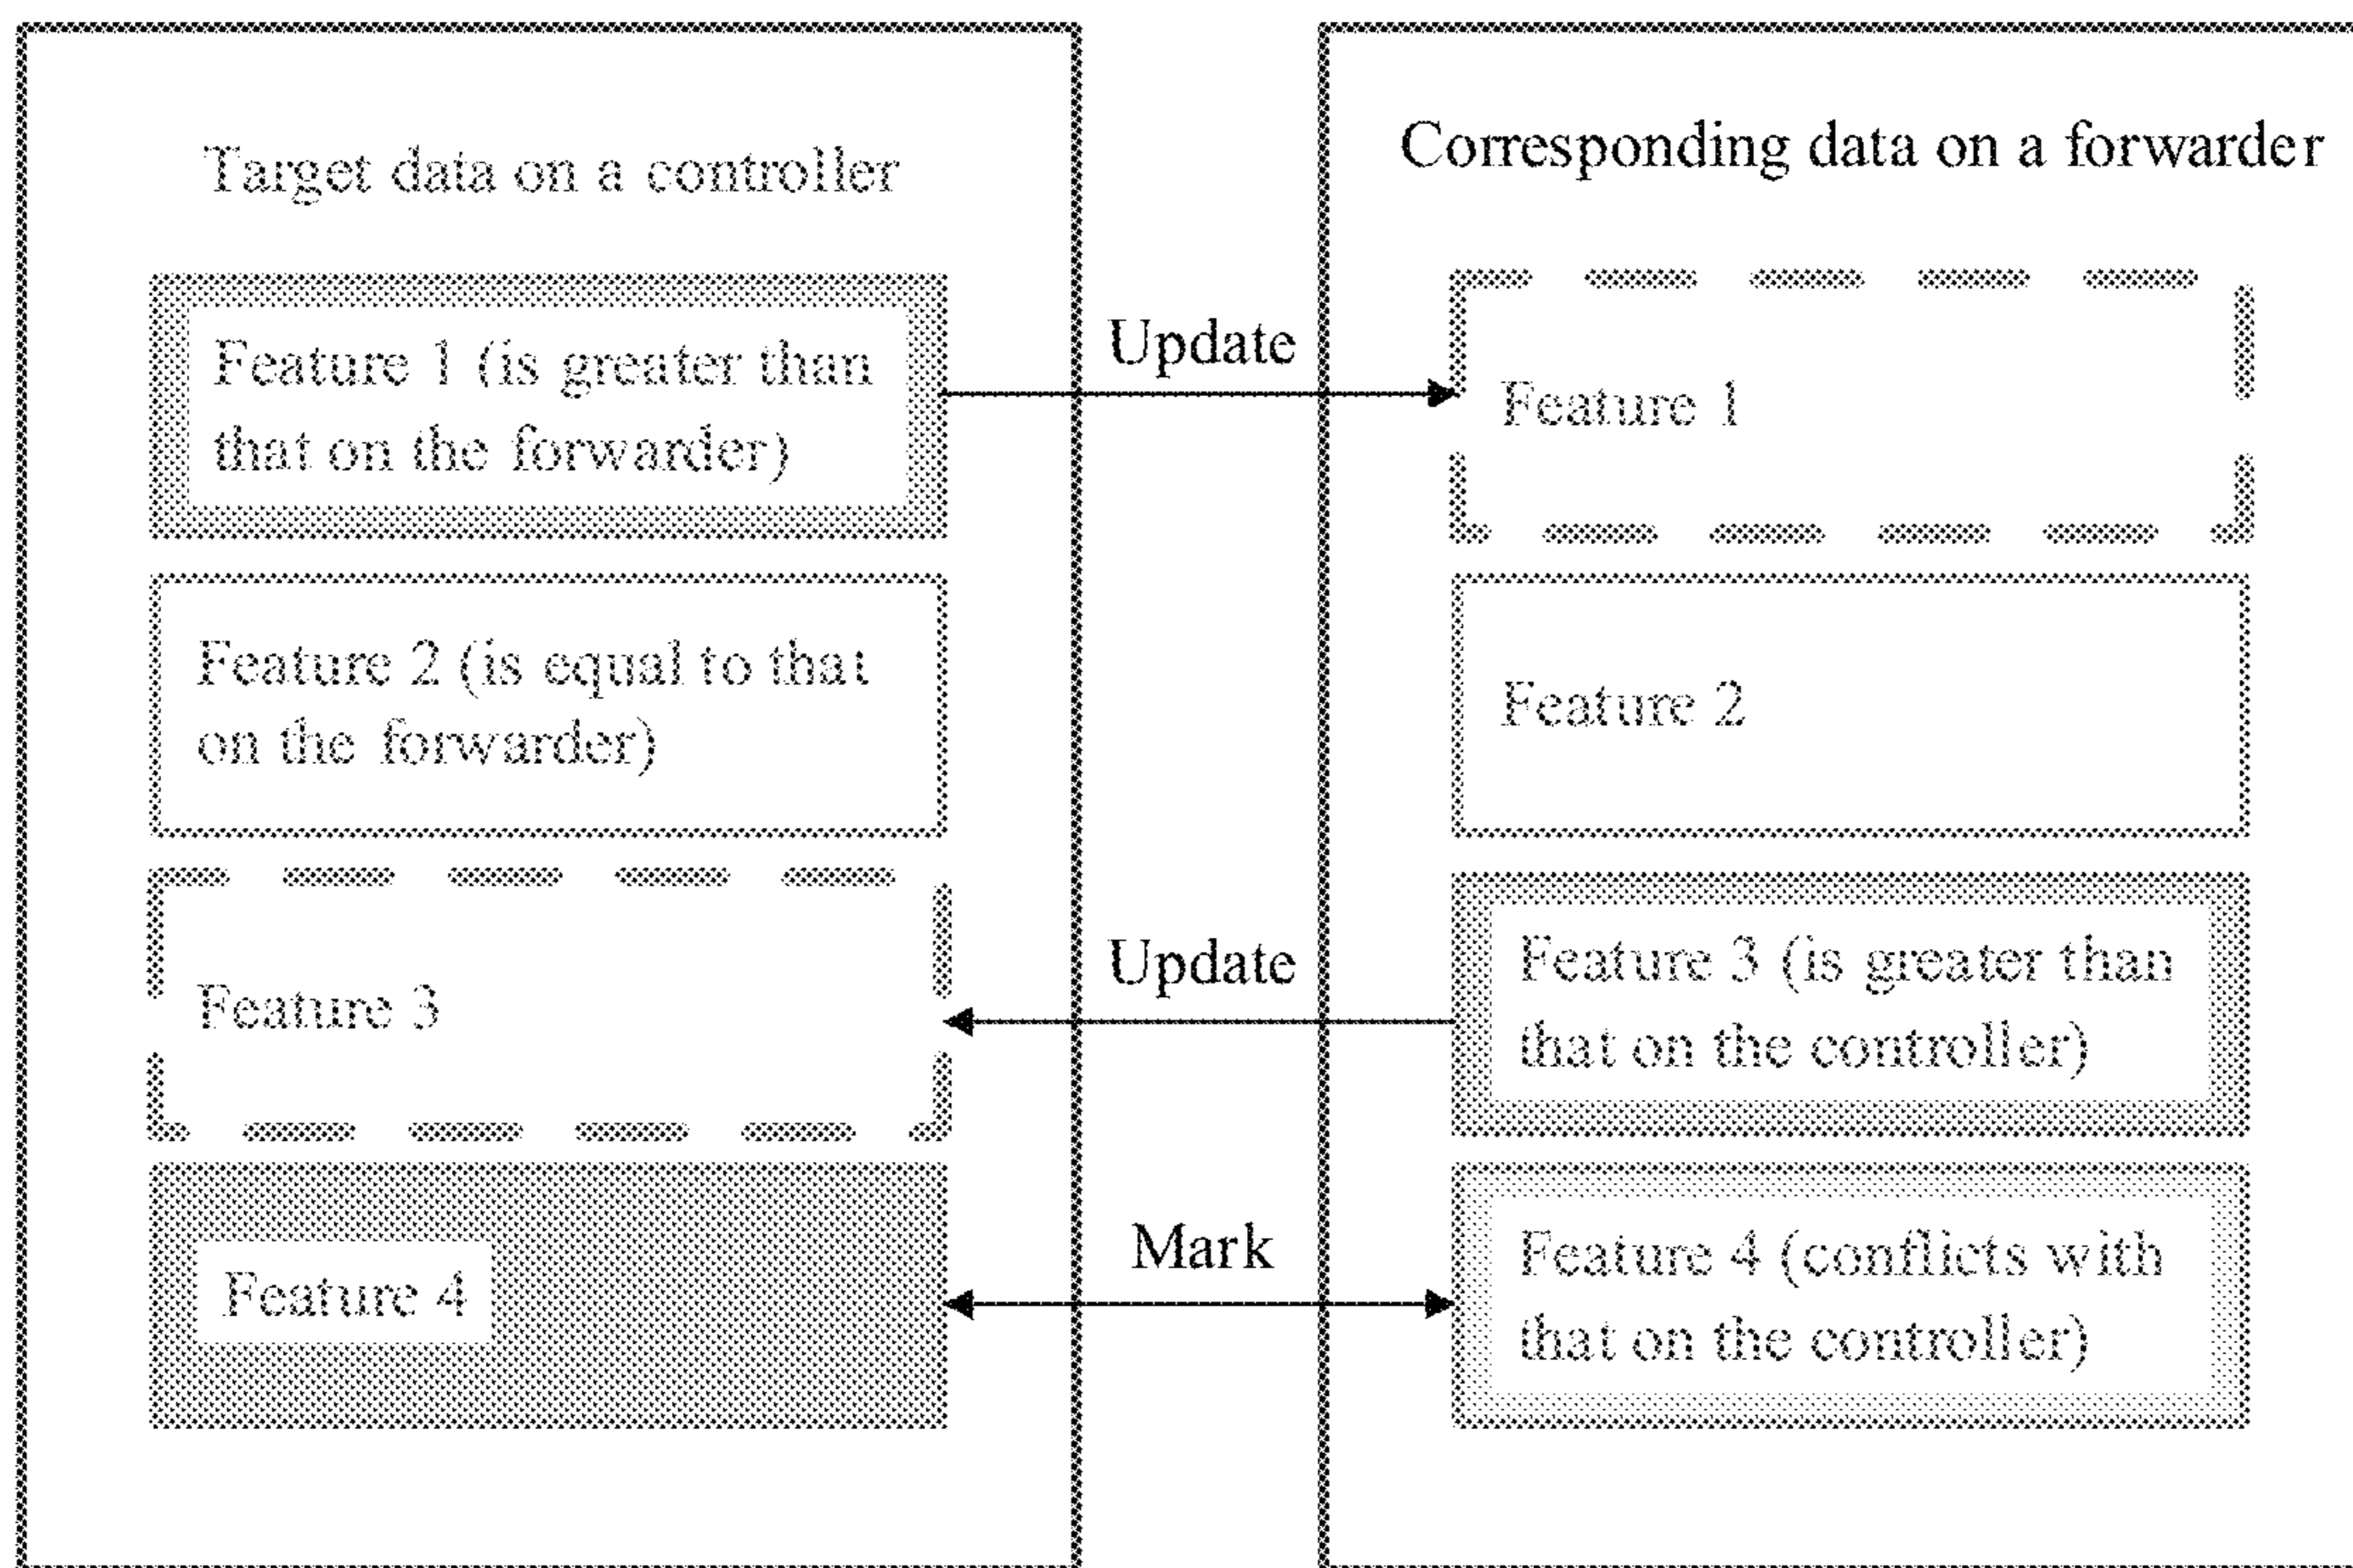 Target data on a controller
Feature 1 (is greater than
that on the forwarder)
Feature 2 (is equal to that
on the forwarder)
Feature 3
Feature 4
Update
Update
Mark
Corresponding data on a forwarder
Feature 1
Feature 2
Feature 3 (is greater than
that on the controller)
Feature 4 (conflicts with
that on the controller)